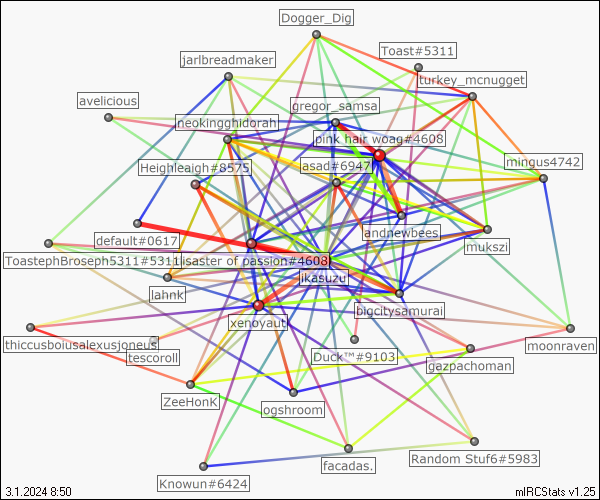 Dogger_Dig
Toast#5311
jarlbreadmaker
turkey_mcnugget
avelicious
gregor_samsa
neokingghidorah
pink hair woag#4608
mingus4742
Heighleaigh#8575
asad#6947
andnewbees
default#0617
mukszi
ToastephBroseph5311#5311
disaster of passion#4608
lahnk
jikasuzu
bigcitysamurai
xenoyaut
thiccusboiusalexusjoneus
tescoroll
Duck™#9103
moonraven
gazpachoman
ZeeHonK
ogshroom
facadas.
Random Stuf6#5983
Knowun#6424
3.1.2024 8:50
mIRCStats v1.25